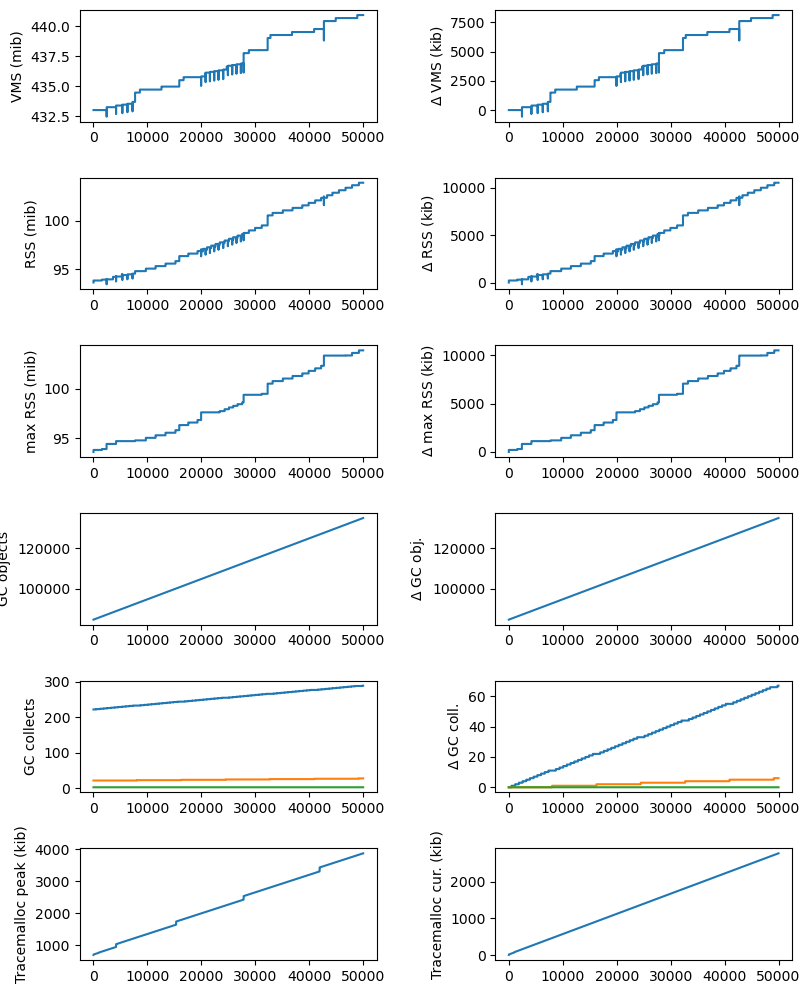 VMS (mib)
440.0
437.5
435.0
432.5
0 10000 20000 30000 40000 50000
Δ VMS (kib)
7500
5000
2500
0
0 10000 20000 30000 40000 50000
RSS (mib)
100
95
0 10000 20000 30000 40000 50000
Δ RSS (kib)
10000
5000
0
0 10000 20000 30000 40000 50000
max RSS (mib)
100
95
0 10000 20000 30000 40000 50000
Δ max RSS (kib)
10000
5000
0
0 10000 20000 30000 40000 50000
GC objects
120000
100000
0 10000 20000 30000 40000 50000
Δ GC obj.
120000
100000
0 10000 20000 30000 40000 50000
GC collects
300
200
100
0
0 10000 20000 30000 40000 50000
Δ GC coll.
60
40
20
0
0 10000 20000 30000 40000 50000
Tracemalloc peak (kib)
4000
3000
2000
1000
0 10000 20000 30000 40000 50000
Tracemalloc cur. (kib)
2000
1000
0
0 10000 20000 30000 40000 50000